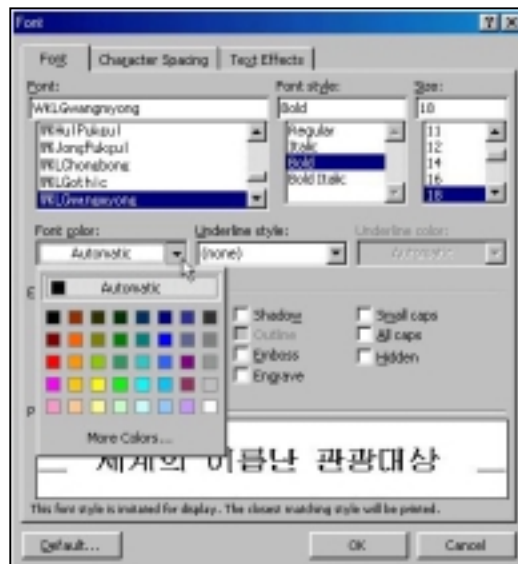 Font
Font
Character Spacing
Text Effects
Font:
Font style:
Size:
WKLGwangmyong
Bold
18
WKHulPukpul
WKJongPukpul
WKLChongbong
WKLGothic
WKLGwangmyong
Regular
Italic
Bold
Bold Italic
11
12
14
16
18
Font color:
Underline style:
Underline color:
Automatic
(none)
Automatic
Automatic
E
Shadow
Small caps
Outline
All caps
Emboss
Hidden
Engrave
P
More Colors...
세계의 이름난 관광대상
This font style is imitated for display. The closest matching style will be printed.
Default...
OK
Cancel